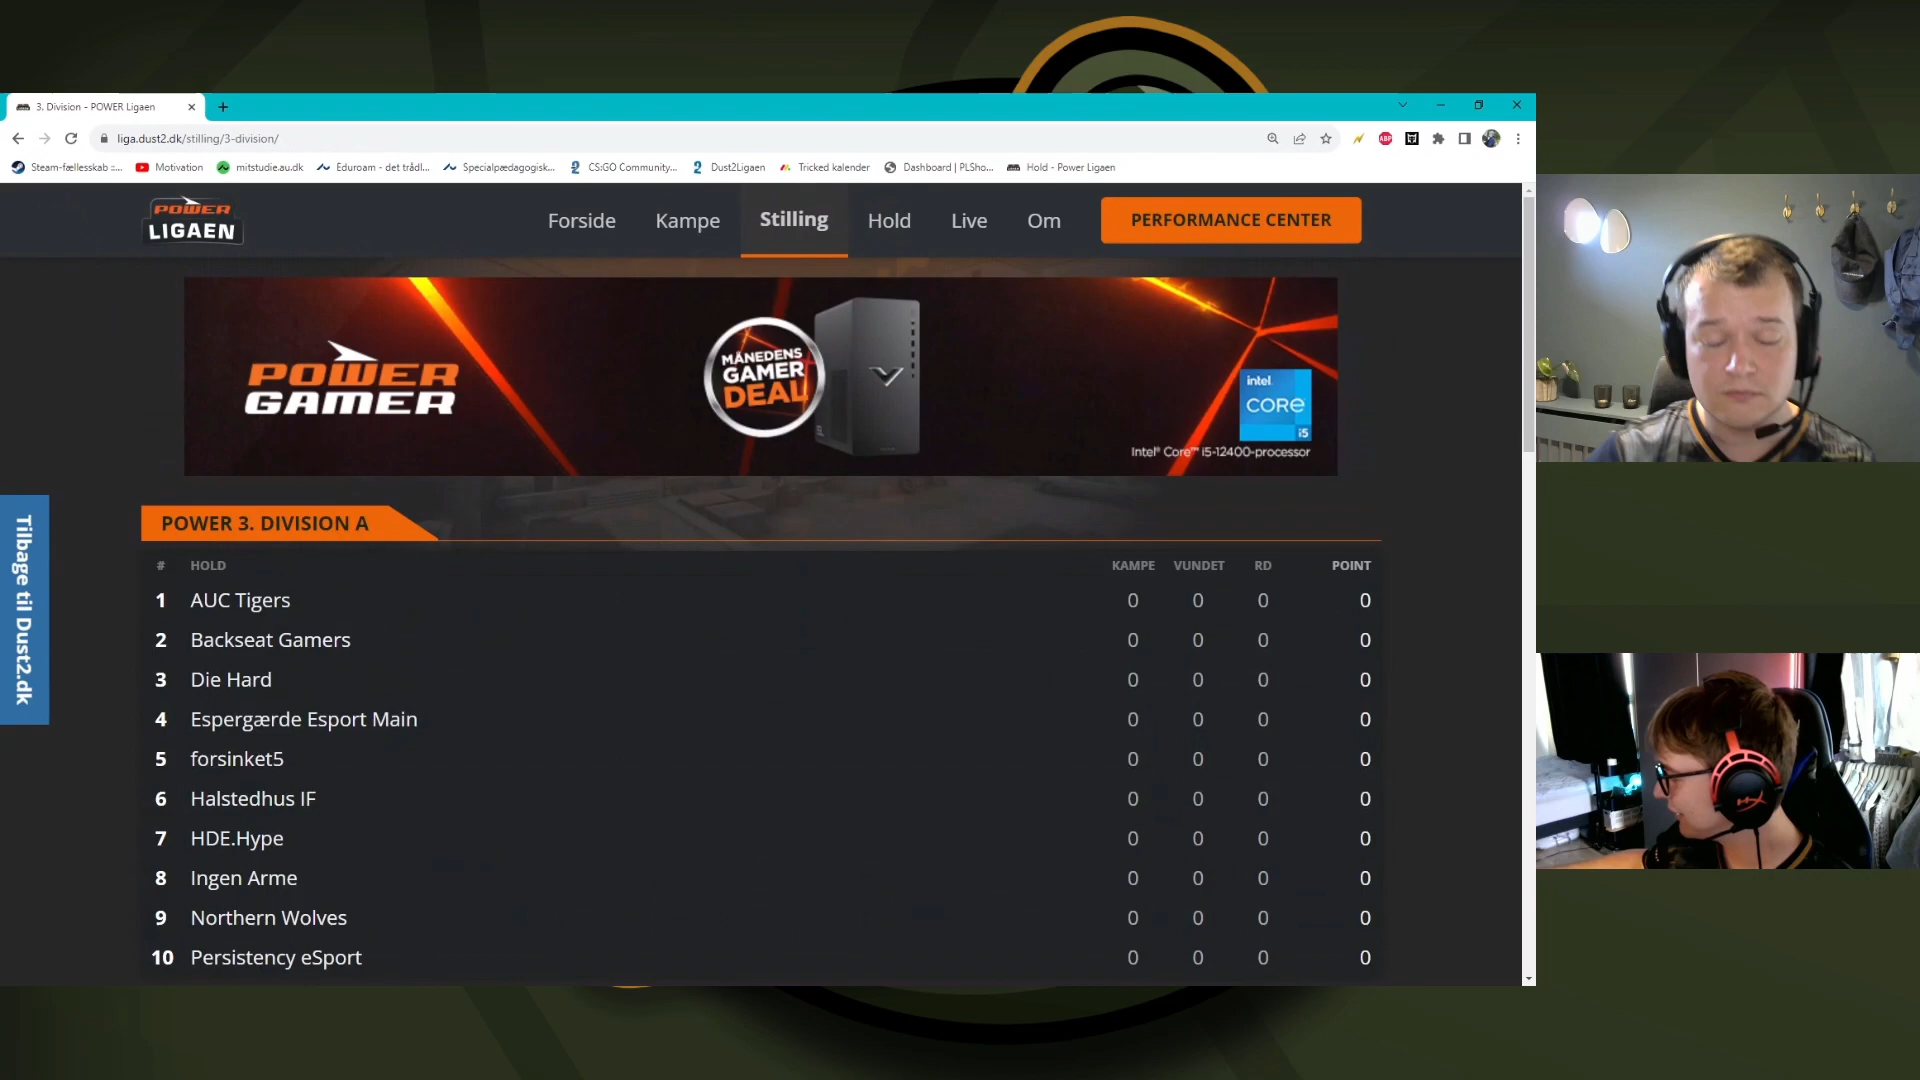 3. Division - POWER Ligaen
liga.dust2.dk/stilling/3-division/
Steam-fællesskab ::... Motivation mitstudie.au.dk Eduroam - det trådl... Specialpædagogisk... CS:GO Community... Dust2Ligaen Tricked kalender Dashboard | PLSho... Hold - Power Ligaen
POWER
LIGAEN
Forside Kampe Stilling Hold Live Om PERFORMANCE CENTER
POWER
GAMER
MÅNEDENS
GAMER
DEAL
intel
CORE
i5
Intel® Core™ i5-12400-processor
Tilbage til Dust2.dk
POWER 3. DIVISION A
# HOLD KAMPE VUNDET RD POINT
1 AUC Tigers 0 0 0 0
2 Backseat Gamers 0 0 0 0
3 Die Hard 0 0 0 0
4 Espergærde Esport Main 0 0 0 0
5 forsinket5 0 0 0 0
6 Halstedhus IF 0 0 0 0
7 HDE.Hype 0 0 0 0
8 Ingen Arme 0 0 0 0
9 Northern Wolves 0 0 0 0
10 Persistency eSport 0 0 0 0